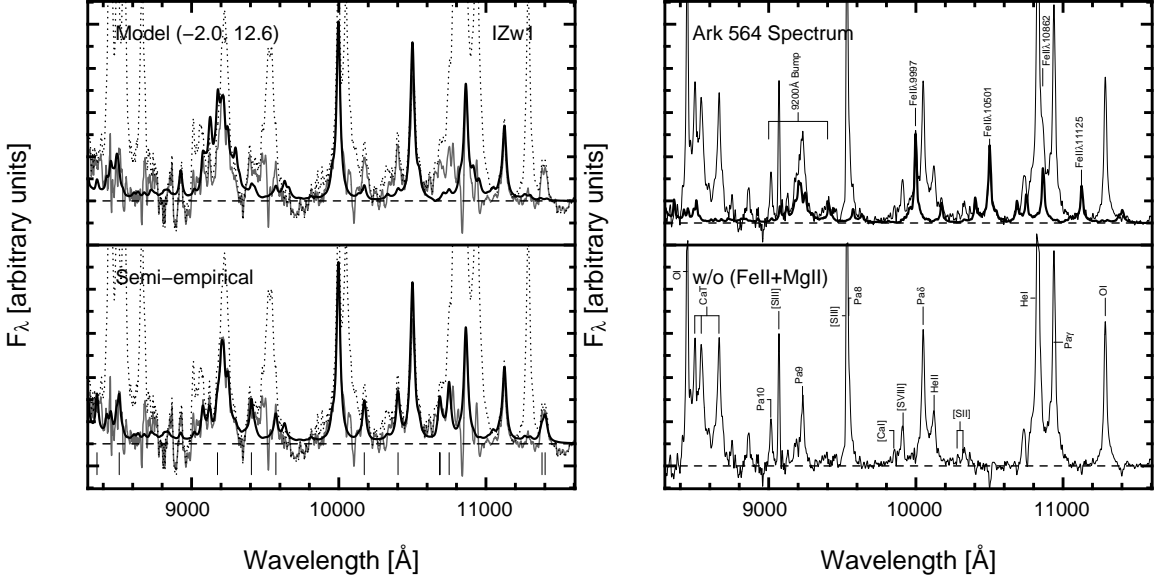 Model (−2.0, 12.6)
IZw1
Semi−empirical
Fλ [arbitrary units]
9000
10000
11000
Wavelength [Å]
Ark 564 Spectrum
9200Å Bump
FeIIλ9997
FeIIλ10501
FeIIλ10862
FeIIλ11125
w/o (FeII+MgII)
OI
CaT
Pa10
[SIII]
Pa9
[SIII]
Pa8
[CaI]
[SVIII]
Paδ
HeII
[SII]
HeI
Paγ
OI
Fλ [arbitrary units]
9000
10000
11000
Wavelength [Å]